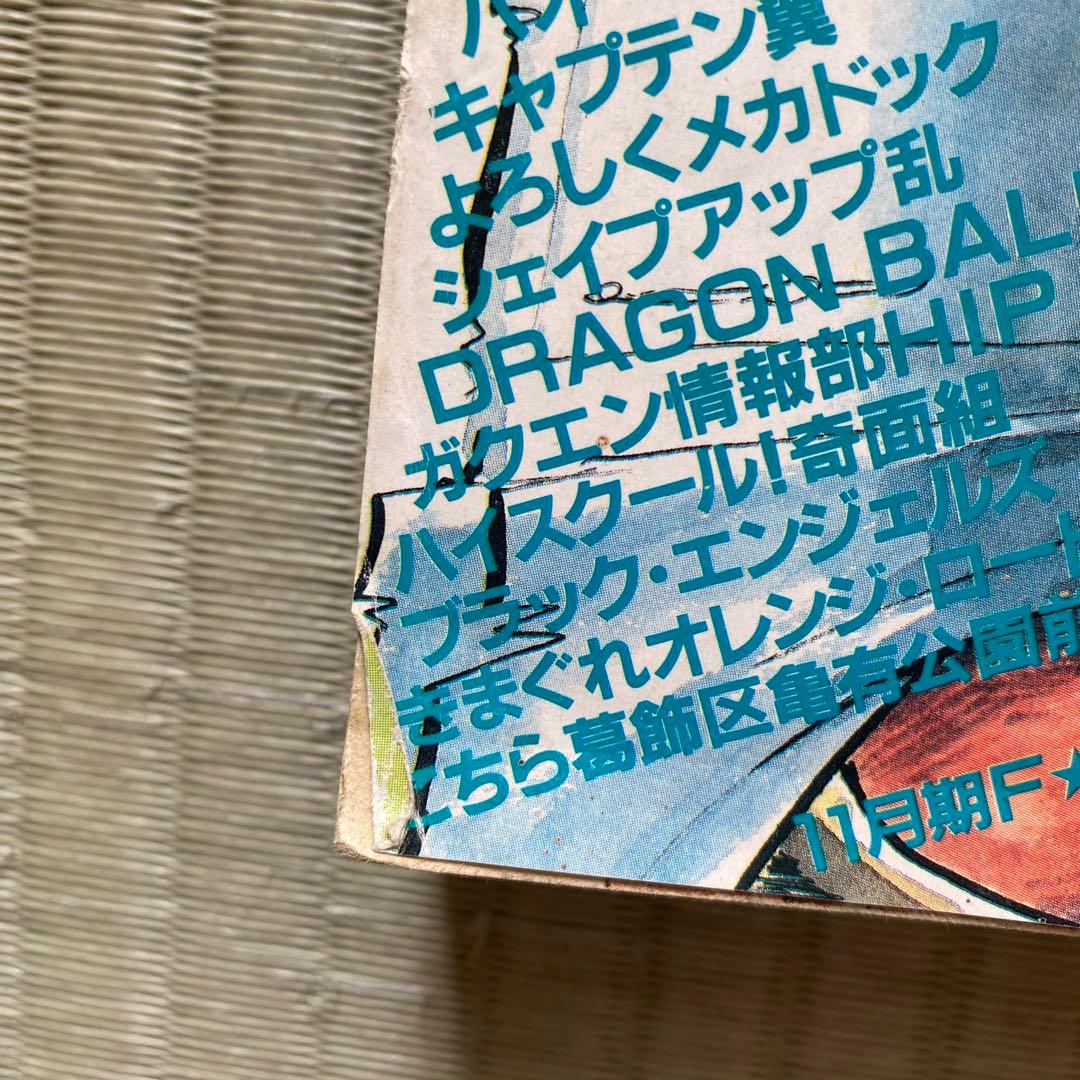 キャプテン翼
よろしくメカドック
シェイプアップ乱
DRAGON BALL
ガクエン情報部HIP
ハイスクール!奇面組
ブラック・エンジェルズ
きまぐれオレンジ・ロー
こちら葛飾区亀有公園前
11月期F★